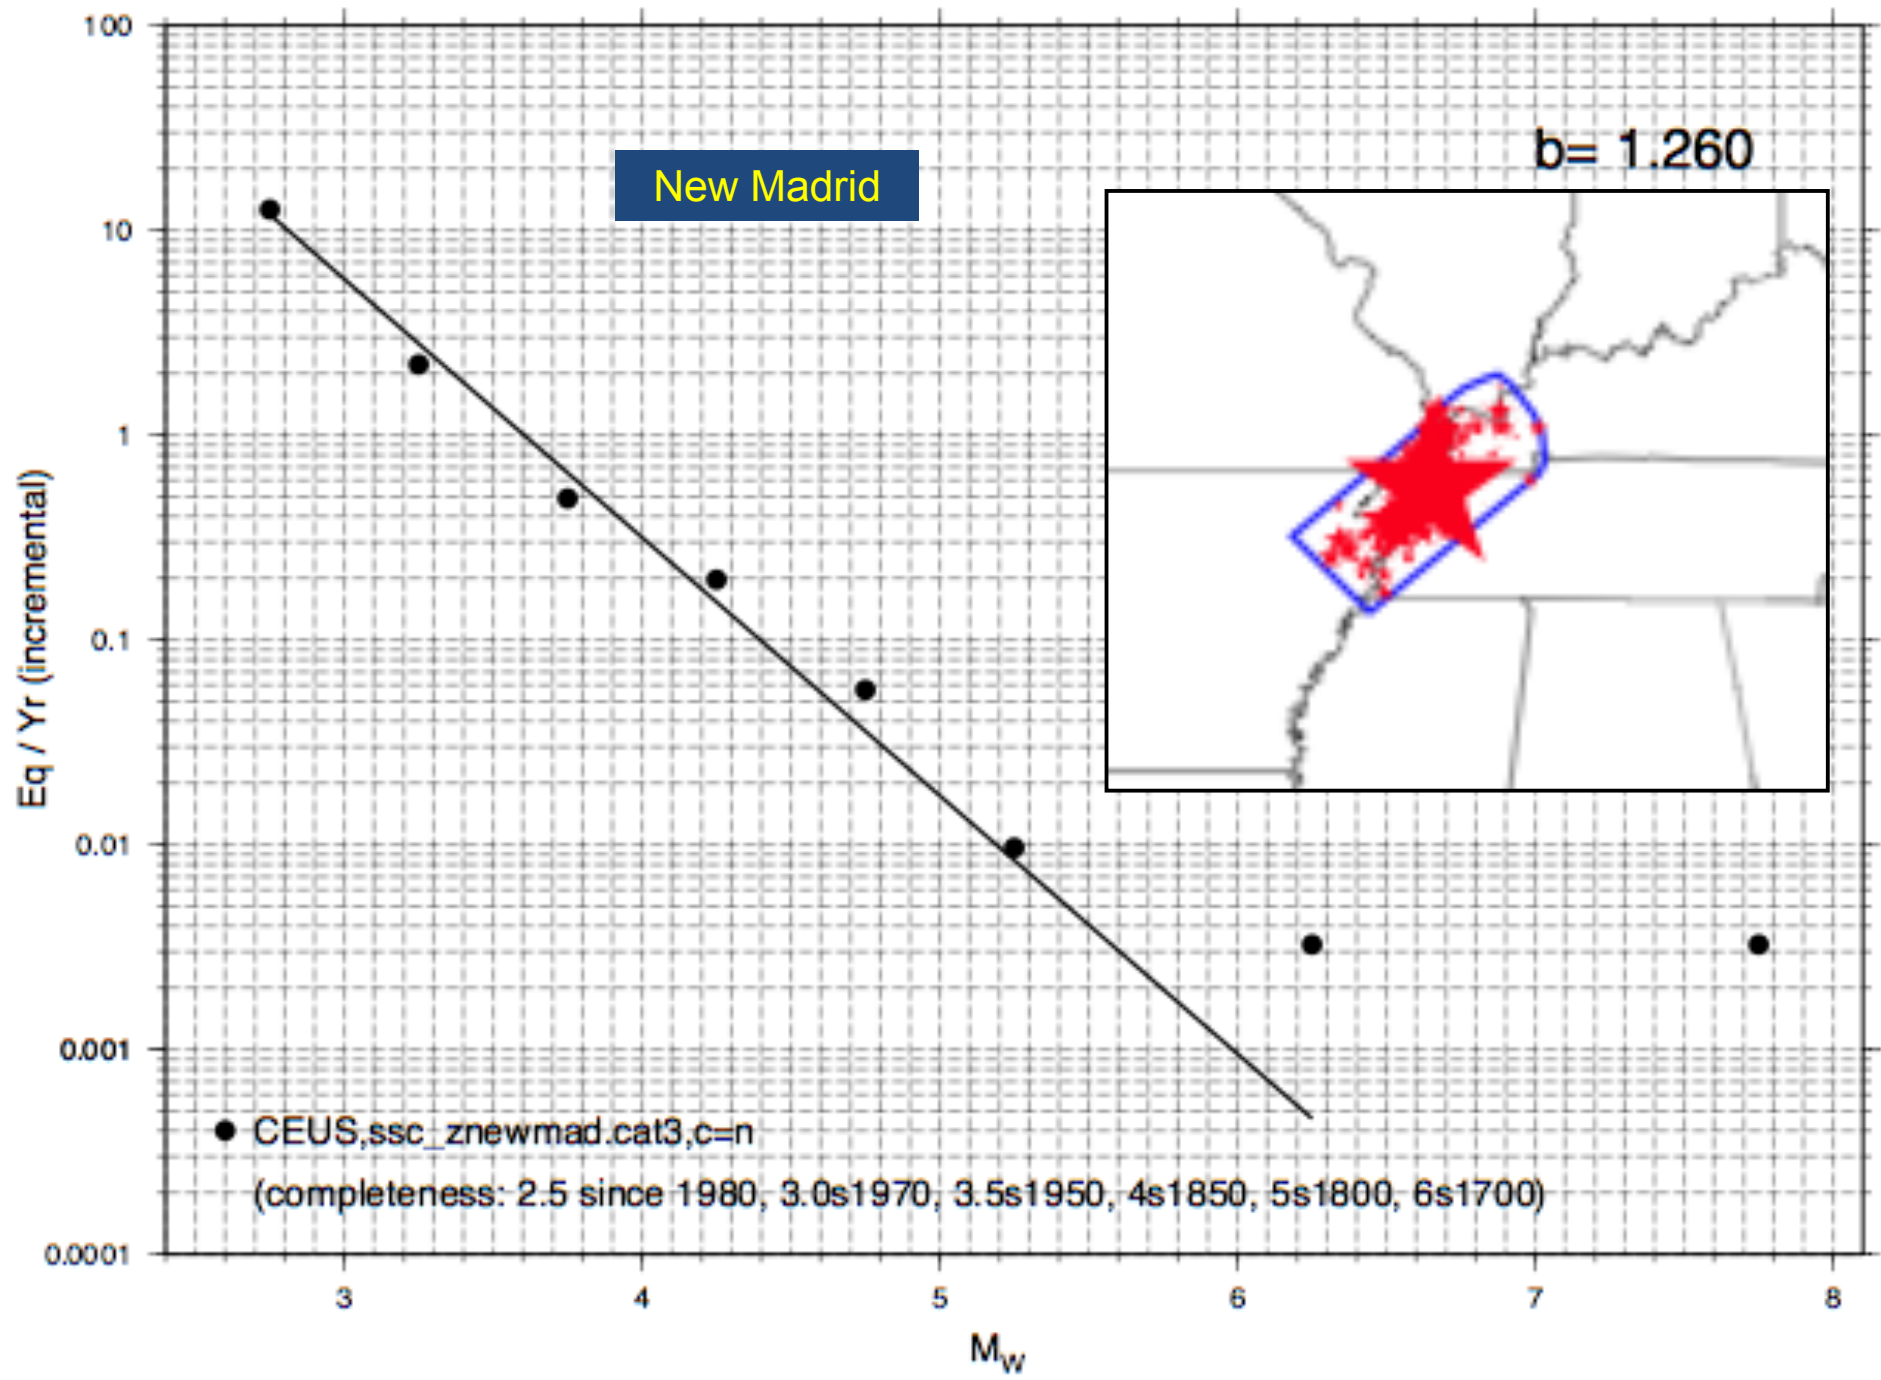 100
10
1
0.1
0.01
0.001
0.0001
Eq / Yr (incremental)
New Madrid
b= 1.260
CEUS,ssc_znewmad.cat3,c=n
(completeness: 2.5 since 1980, 3.0s1970, 3.5s1950, 4s1850, 5s1800, 6s1700)
3 4 5 6 7 8
Mw